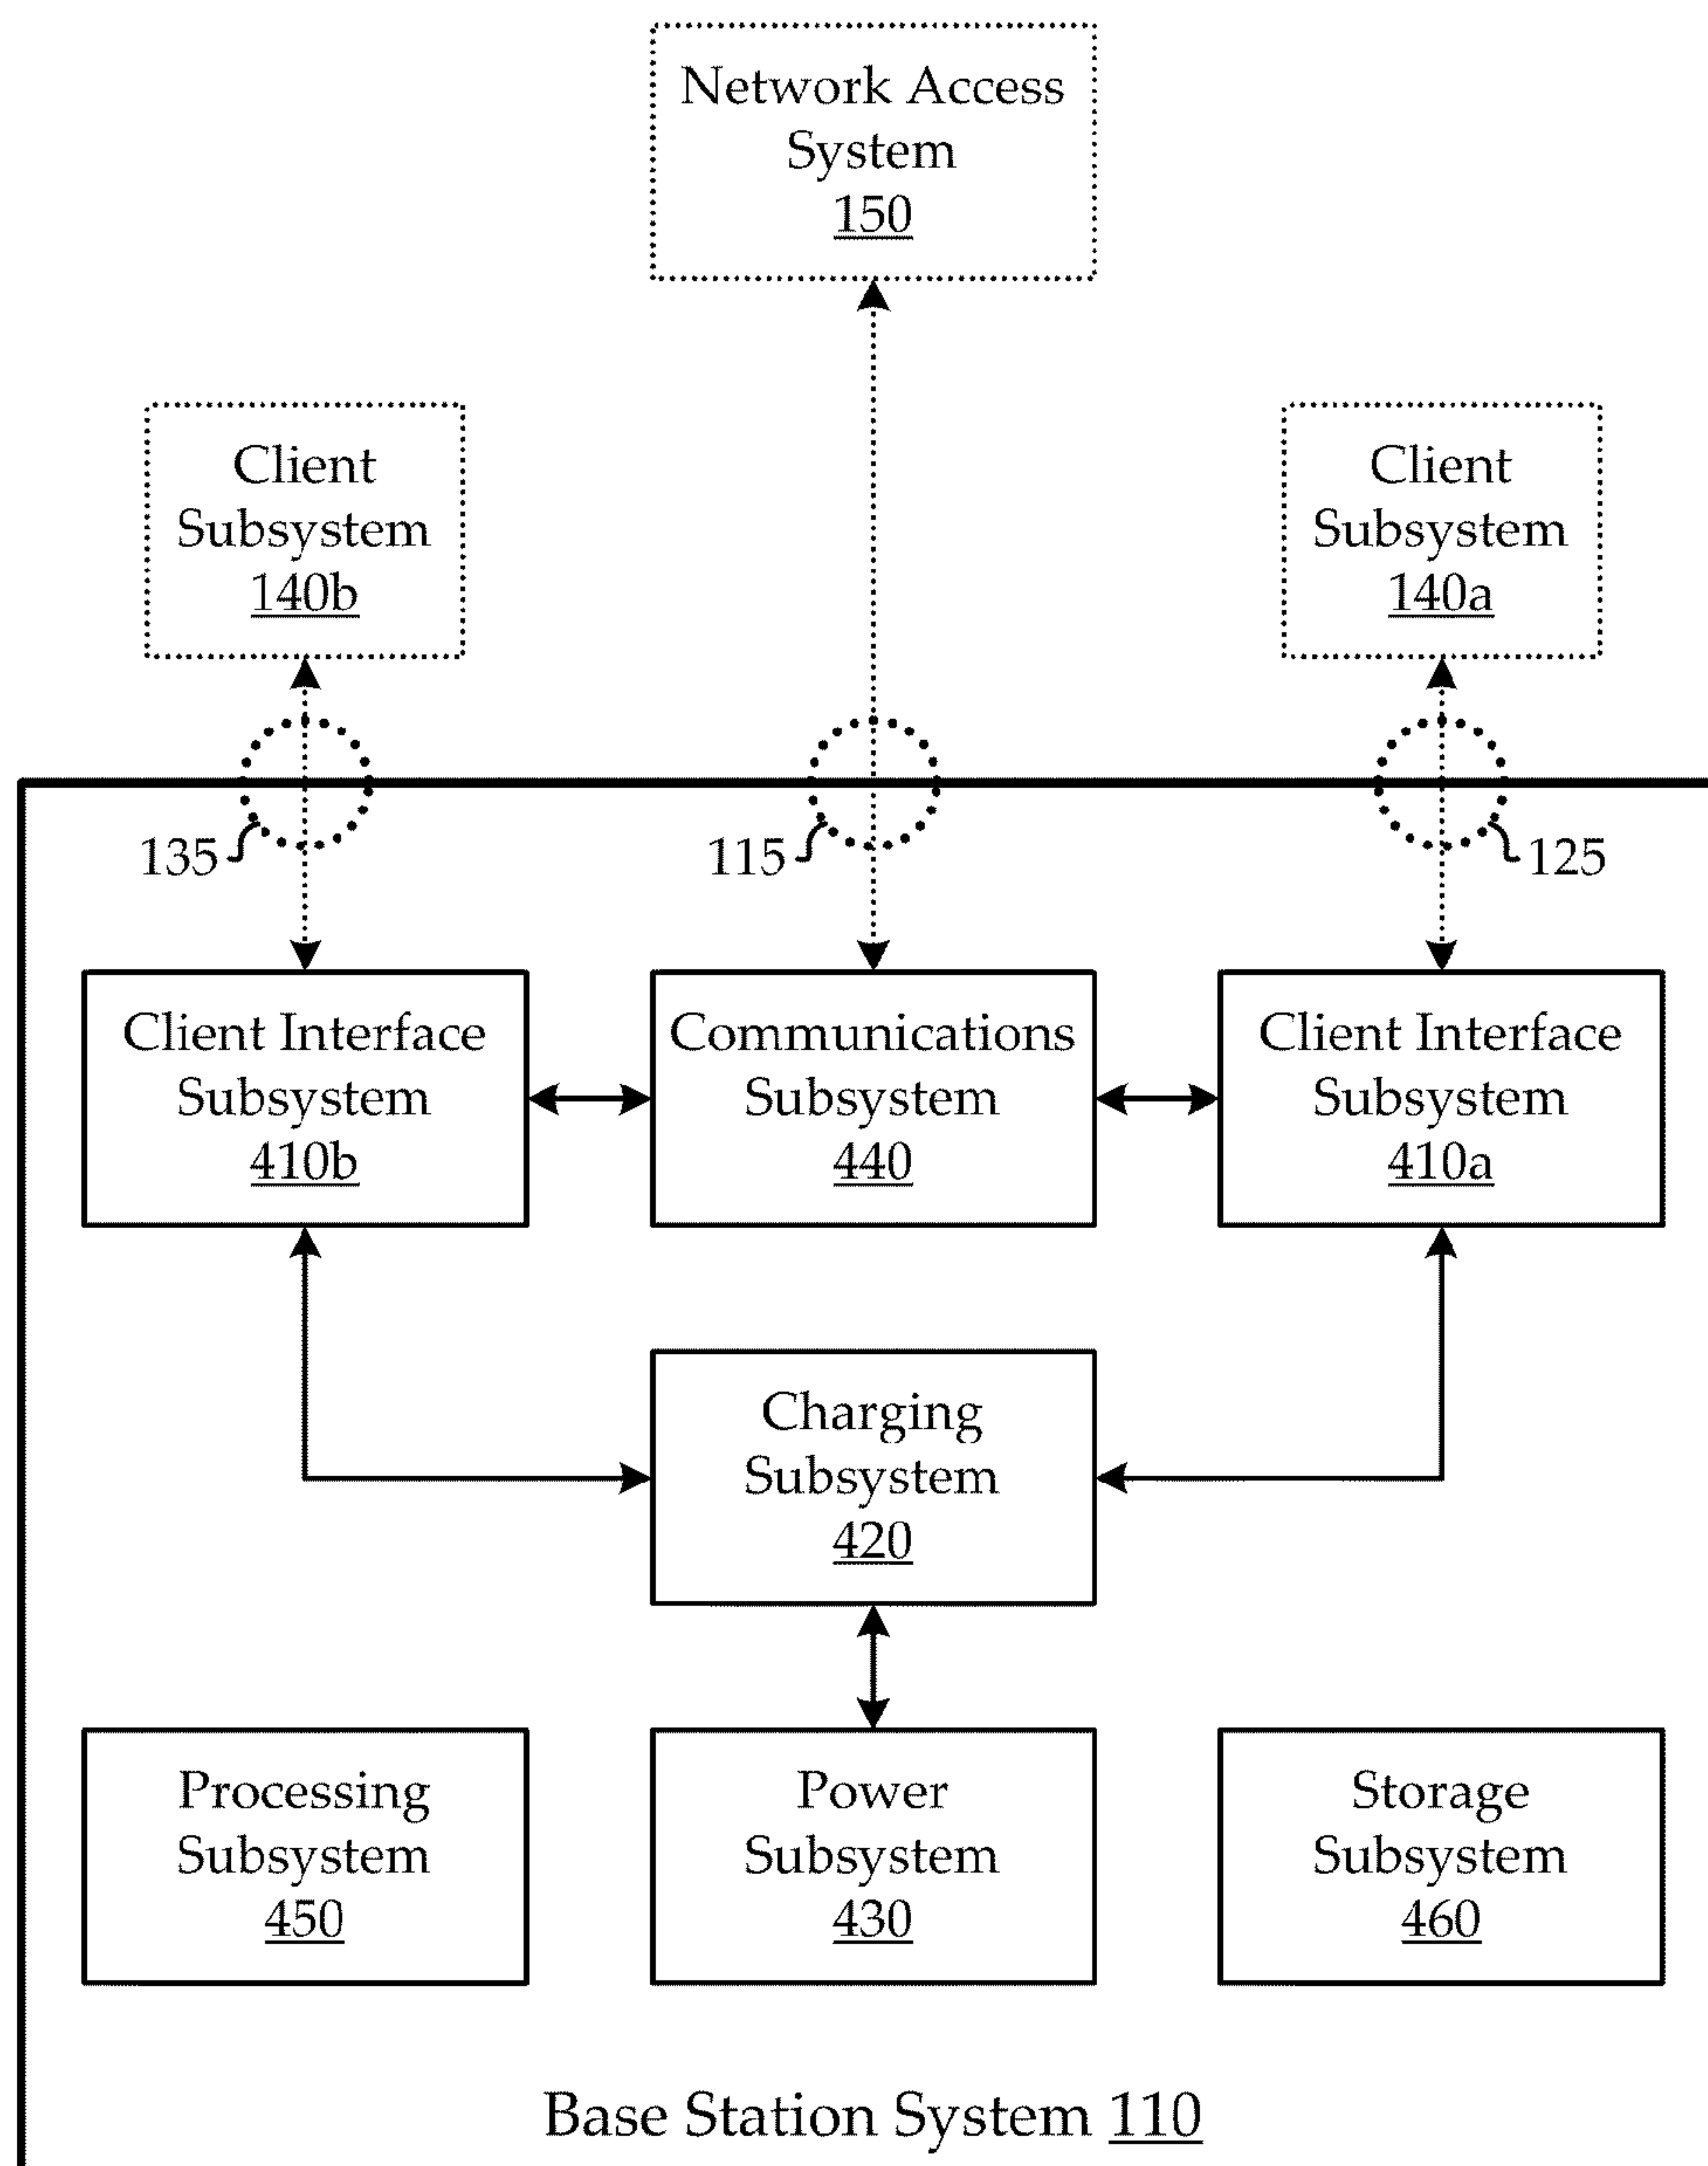 Network Access
System
150
Client
Subsystem
140b
Client
Subsystem
140a
135
115
125
Client Interface
Subsystem
410b
Communications
Subsystem
440
Client Interface
Subsystem
410a
Charging
Subsystem
420
Processing
Subsystem
450
Power
Subsystem
430
Storage
Subsystem
460
Base Station System 110